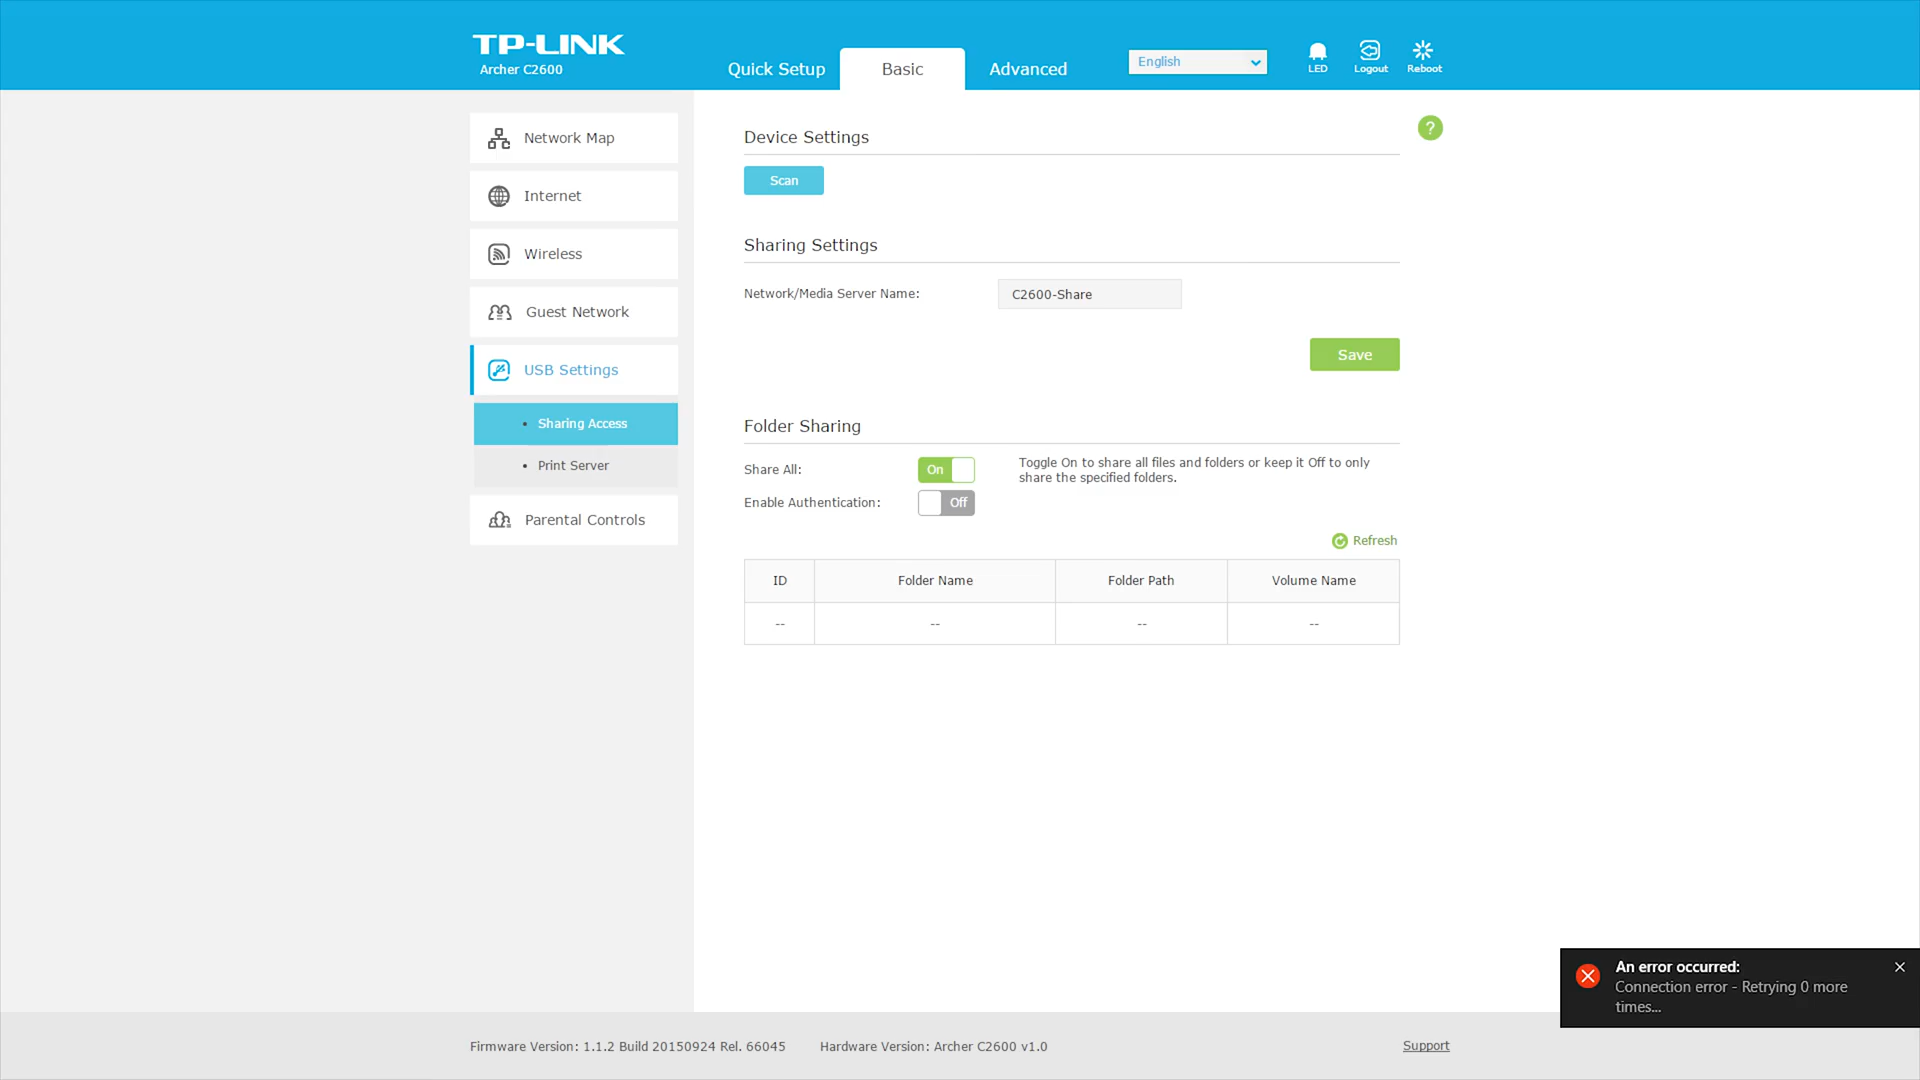 TP-LINK
Archer C2600
Quick Setup
Basic
Advanced
English
LED
Logout
Reboot
Network Map
Internet
Wireless
Guest Network
USB Settings
• Sharing Access
• Print Server
Parental Controls
Device Settings
?
Scan
Sharing Settings
Network/Media Server Name:
C2600-Share
Save
Folder Sharing
Share All:
On
Toggle On to share all files and folders or keep it Off to only
share the specified folders.
Enable Authentication:
Off
Refresh
ID Folder Name Folder Path Volume Name
-- -- -- --
An error occurred:
Connection error - Retrying 0 more
times...
Firmware Version: 1.1.2 Build 20150924 Rel. 66045 Hardware Version: Archer C2600 v1.0
Support